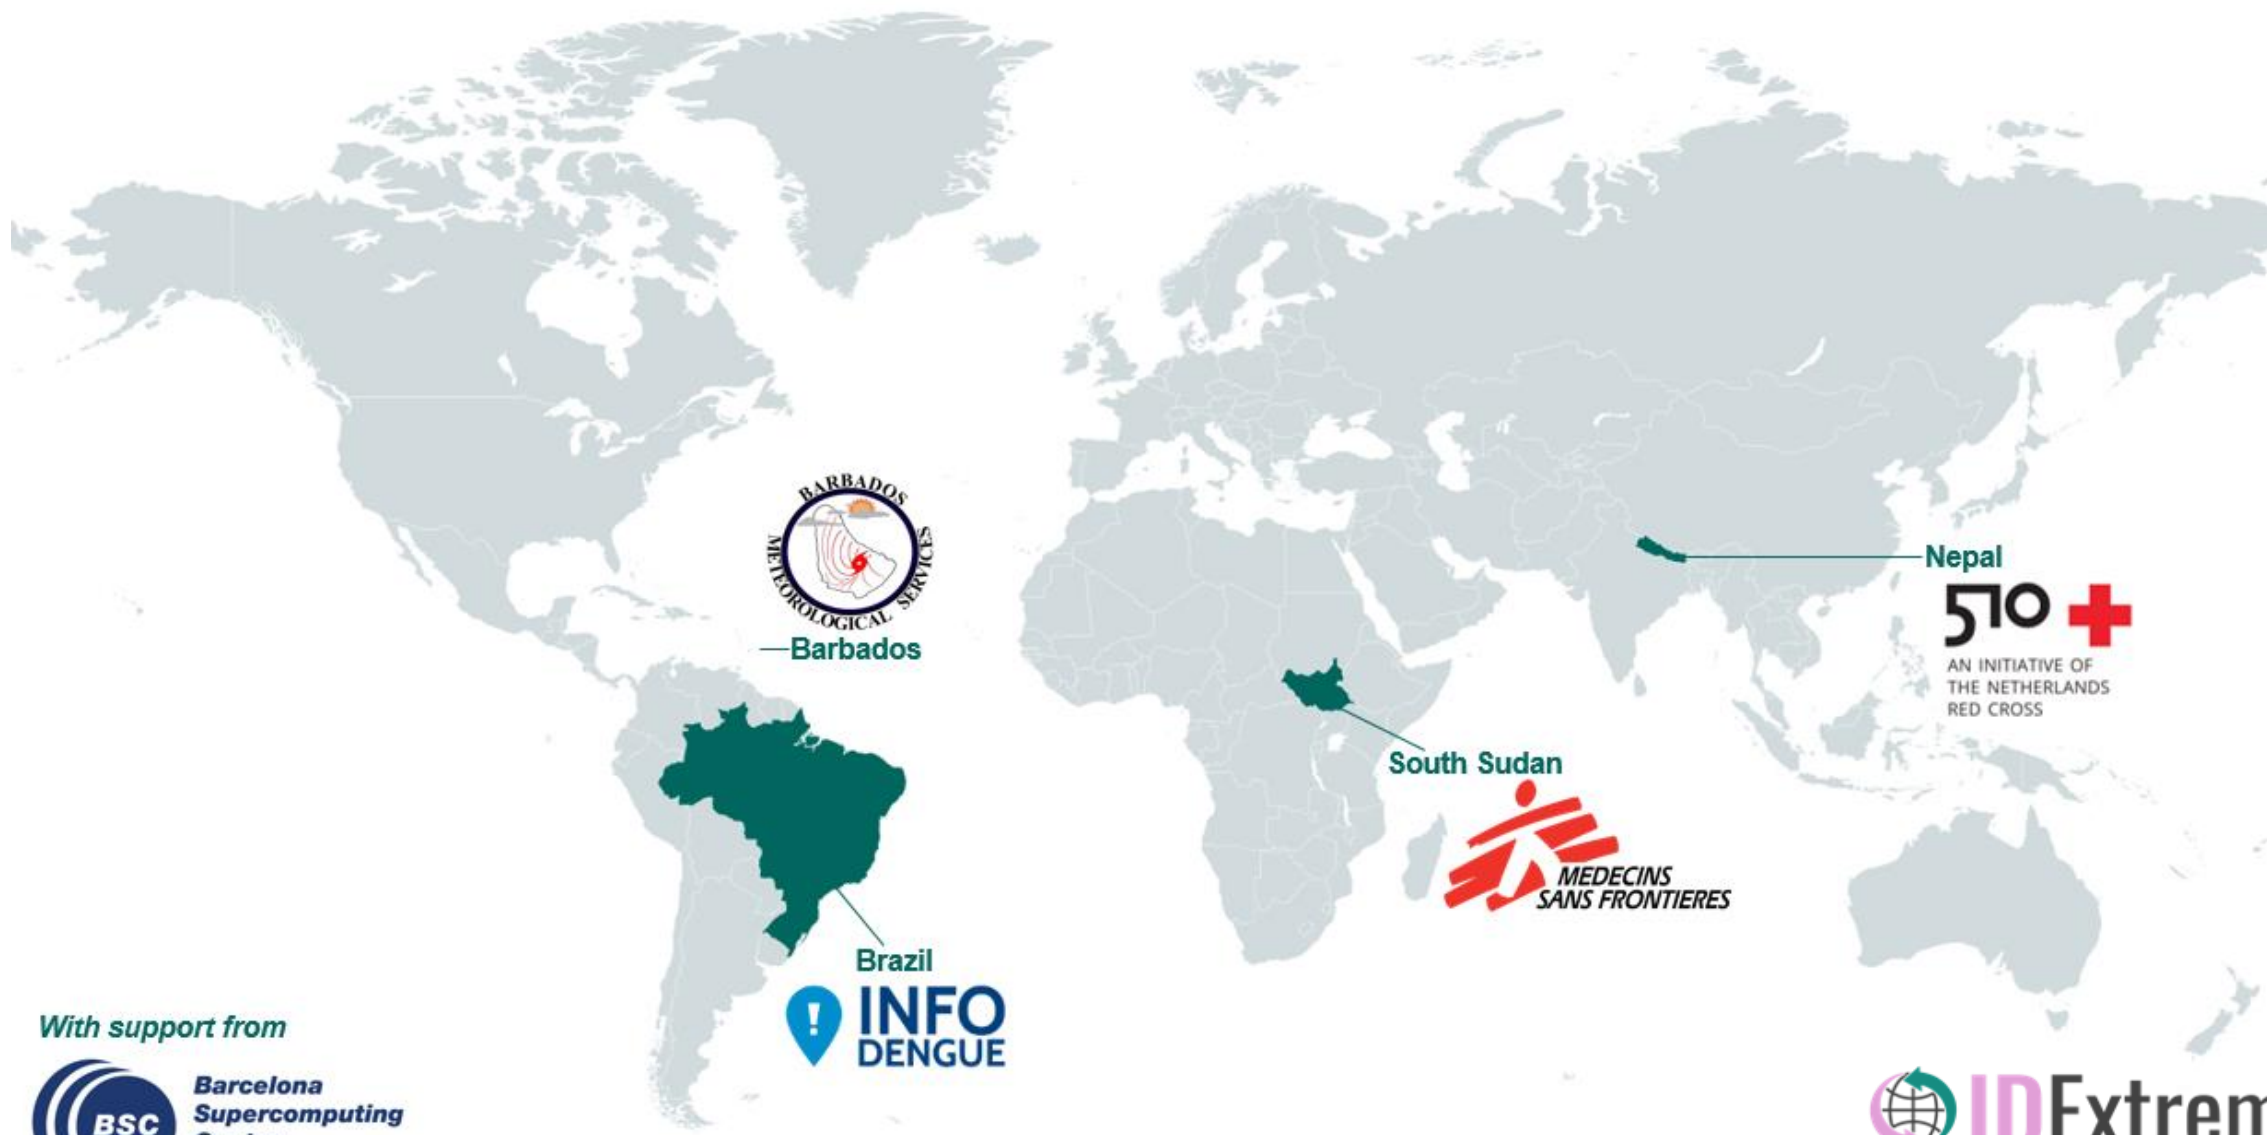 BARBADOS
METEOROLOGICAL SERVICES
Barbados
Nepal
510
AN INITIATIVE OF
THE NETHERLANDS
RED CROSS
South Sudan
MEDECINS
SANS FRONTIERES
Brazil
!
INFO
DENGUE
With support from
BSC
Barcelona
Supercomputing
IDExtrem